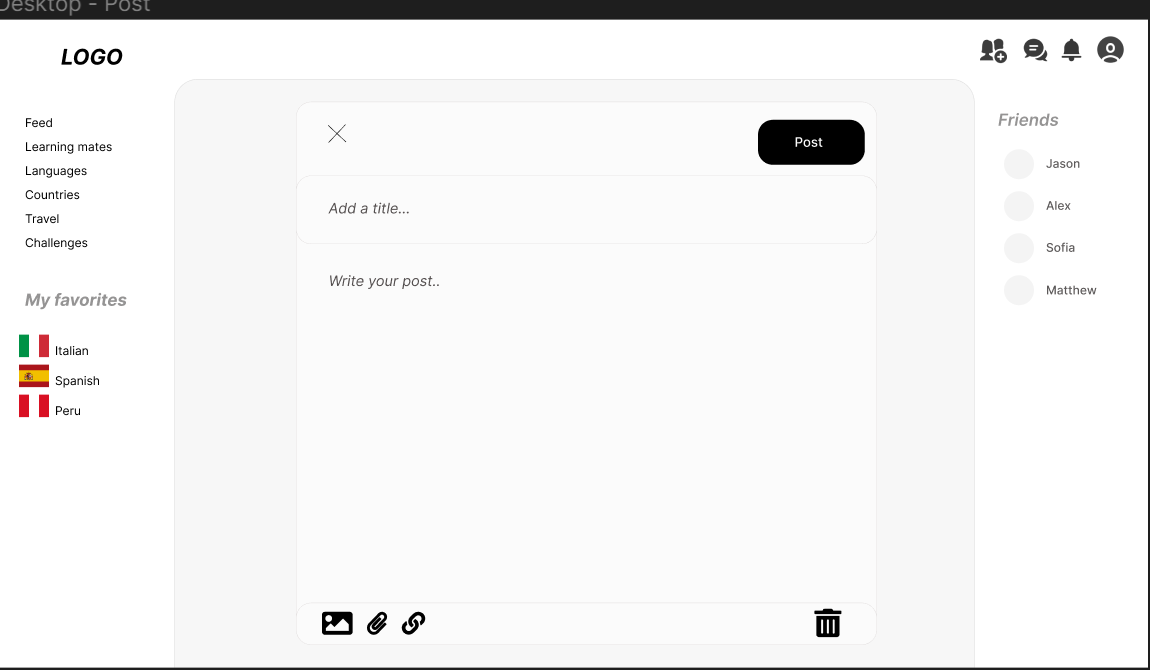 Desktop - Post
LOGO
Feed
Learning mates
Languages
Countries
Travel
Challenges
My favorites
Italian
Spanish
Peru
Post
Add a title...
Write your post..
Friends
Jason
Alex
Sofia
Matthew